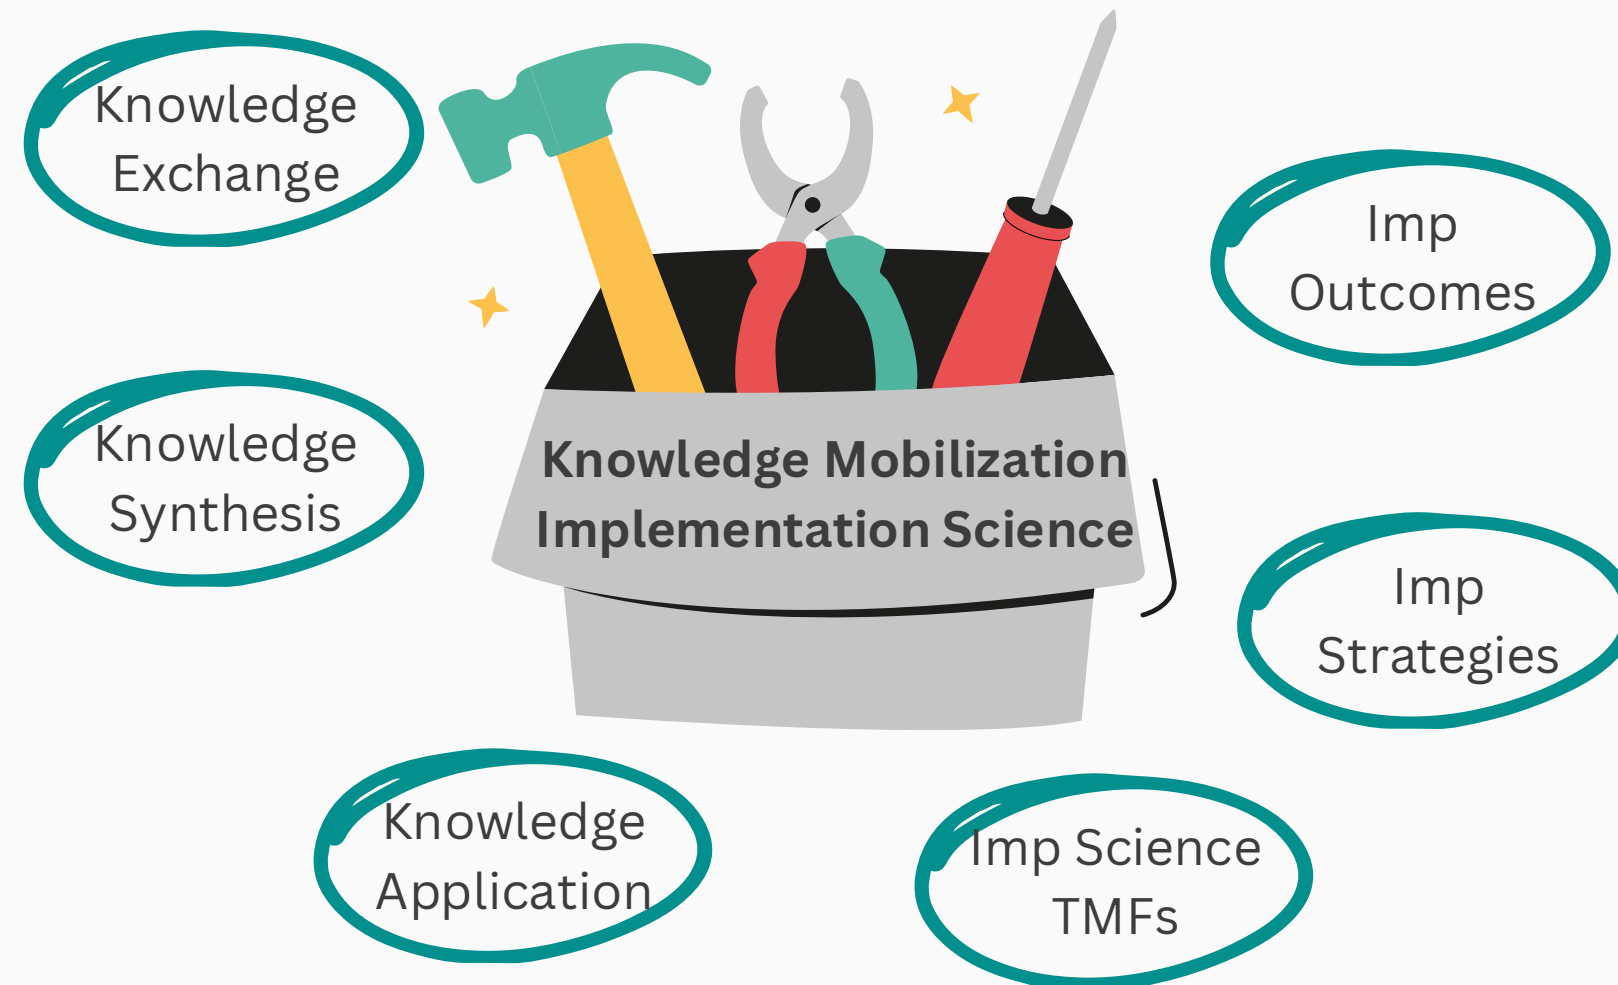 Knowledge
Exchange
Imp
Outcomes
Knowledge
Synthesis
Knowledge Mobilization
Implementation Science
Imp
Strategies
Knowledge
Application
Imp Science
TMFs